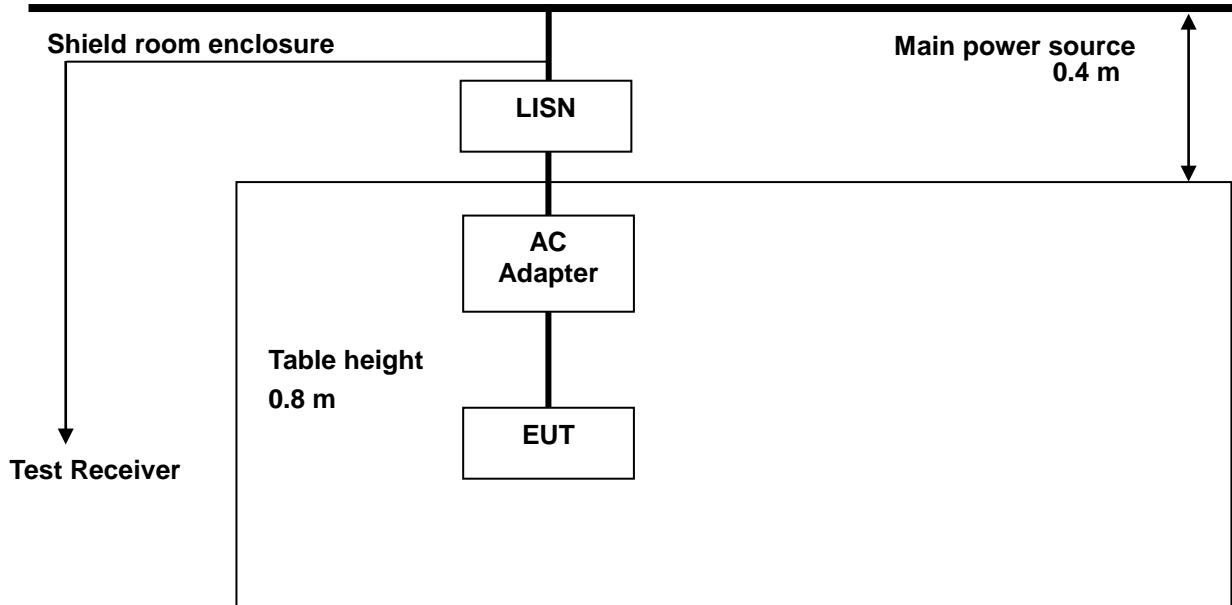 Shield room enclosure
Main power source
0.4 m
LISN
AC
Adapter
Table height
0.8 m
EUT
Test Receiver